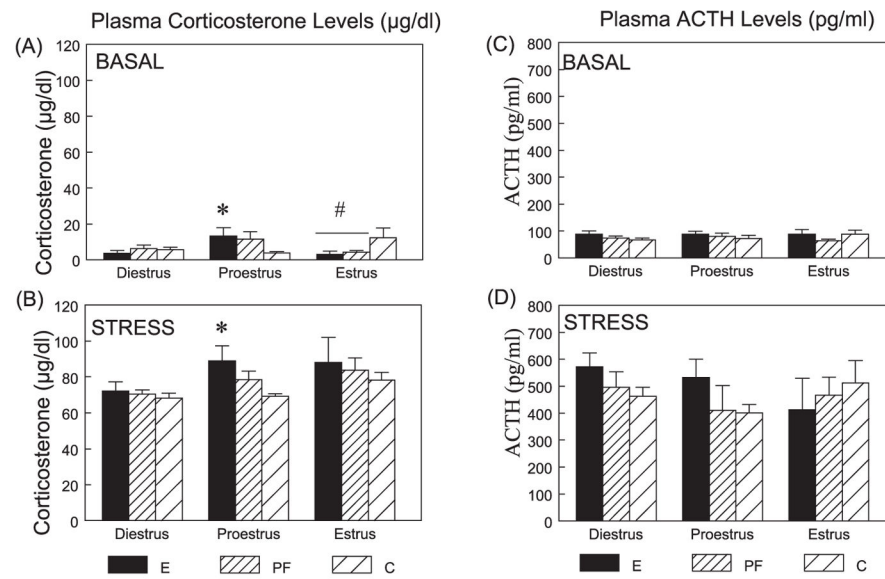 Plasma Corticosterone Levels (µg/dl)
(A)
BASAL
Corticosterone (µg/dl)
120
100
80
60
40
20
0
*
#
Diestrus Proestrus Estrus
(B)
STRESS
Corticosterone (µg/dl)
120
100
80
60
40
20
0
*
Diestrus Proestrus Estrus
E PF C
Plasma ACTH Levels (pg/ml)
(C)
BASAL
ACTH (pg/ml)
800
700
600
500
400
300
200
100
0
Diestrus Proestrus Estrus
(D)
STRESS
ACTH (pg/ml)
800
700
600
500
400
300
200
100
0
Diestrus Proestrus Estrus
E PF C